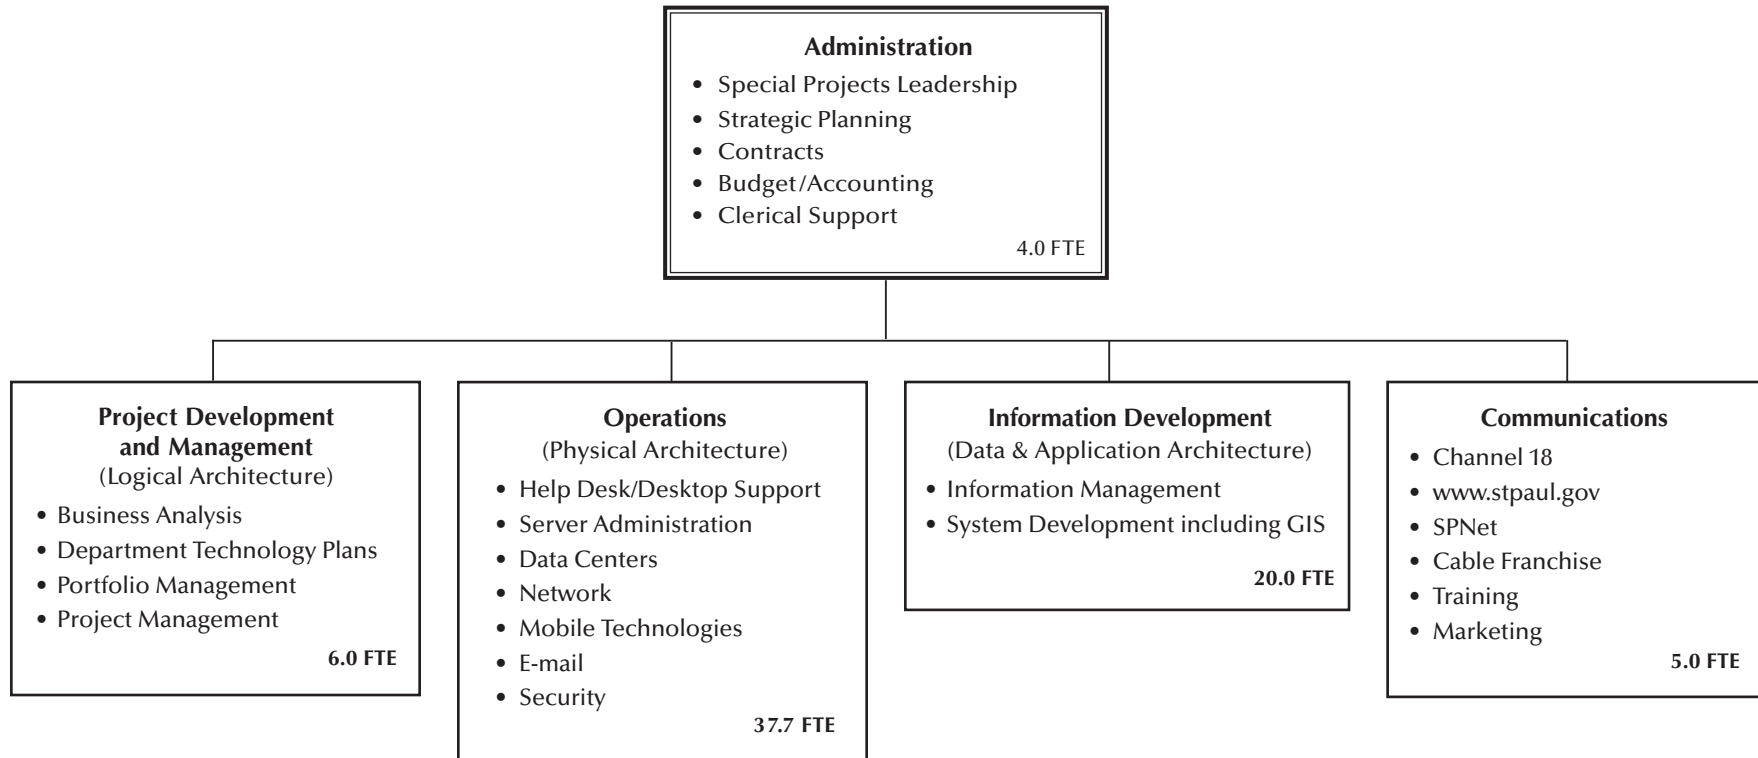 Administration
• Special Projects Leadership
• Strategic Planning
• Contracts
• Budget/Accounting
• Clerical Support
4.0 FTE
Project Development
and Management
(Logical Architecture)
• Business Analysis
• Department Technology Plans
• Portfolio Management
• Project Management
6.0 FTE
Operations
(Physical Architecture)
• Help Desk/Desktop Support
• Server Administration
• Data Centers
• Network
• Mobile Technologies
• E-mail
• Security
37.7 FTE
Information Development
(Data & Application Architecture)
• Information Management
• System Development including GIS
20.0 FTE
Communications
• Channel 18
• www.stpaul.gov
• SPNet
• Cable Franchise
• Training
• Marketing
5.0 FTE